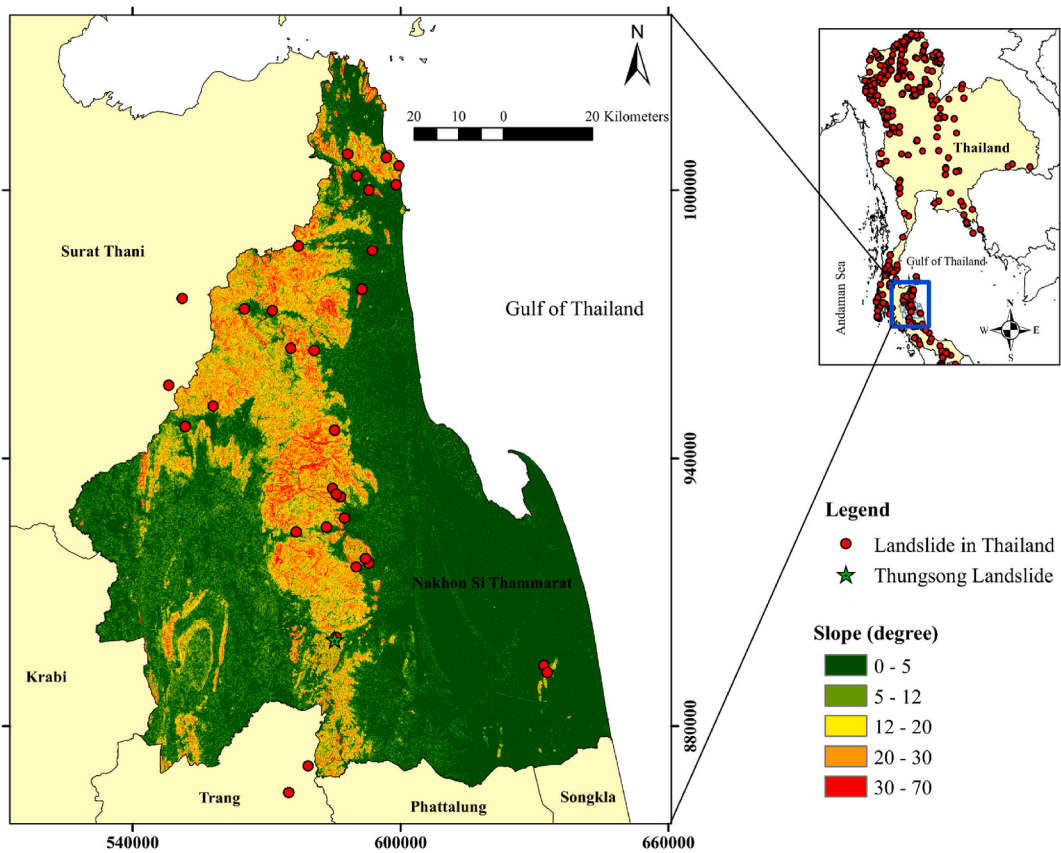 N
20 10 0 20 Kilometers
Surat Thani
Gulf of Thailand
Nakhon Si Thammarat
Krabi
Trang
Phattalung
Songkla
540000 600000 660000
1000000
940000
880000
Thailand
Gulf of Thailand
Andaman Sea
N
W E
S
Legend
Landslide in Thailand
Thungsong Landslide
Slope (degree)
0 - 5
5 - 12
12 - 20
20 - 30
30 - 70